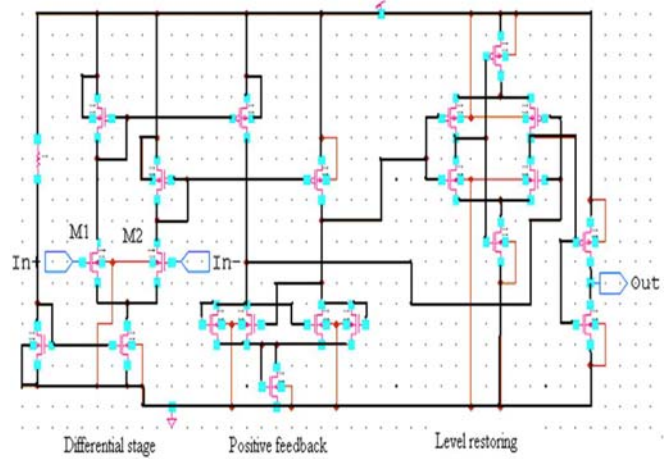 M1
M2
In+
In-
Out
Differential stage
Positive feedback
Level restoring